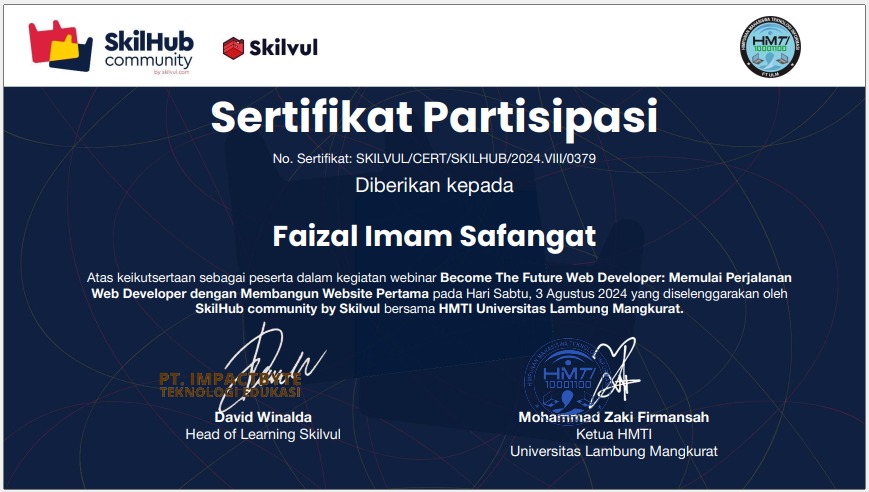 SkilHub
community
by skilvul.com
Skilvul
HIMPUNAN MAHASISWA TEKNOLOGI INFORMASI
HMTI
10001100
FT ULM
Sertifikat Partisipasi
No. Sertifikat: SKILVUL/CERT/SKILHUB/2024.VIII/0379
Diberikan kepada
Faizal Imam Safangat
Atas keikutsertaan sebagai peserta dalam kegiatan webinar Become The Future Web Developer: Memulai Perjalanan
Web Developer dengan Membangun Website Pertama pada Hari Sabtu, 3 Agustus 2024 yang diselenggarakan oleh
SkilHub community by Skilvul bersama HMTI Universitas Lambung Mangkurat.
PT. IMPACTBYTE
TEKNOLOGI EDUKASI
HMTI
10001100
David Winalda
Head of Learning Skilvul
Mohammad Zaki Firmansah
Ketua HMTI
Universitas Lambung Mangkurat